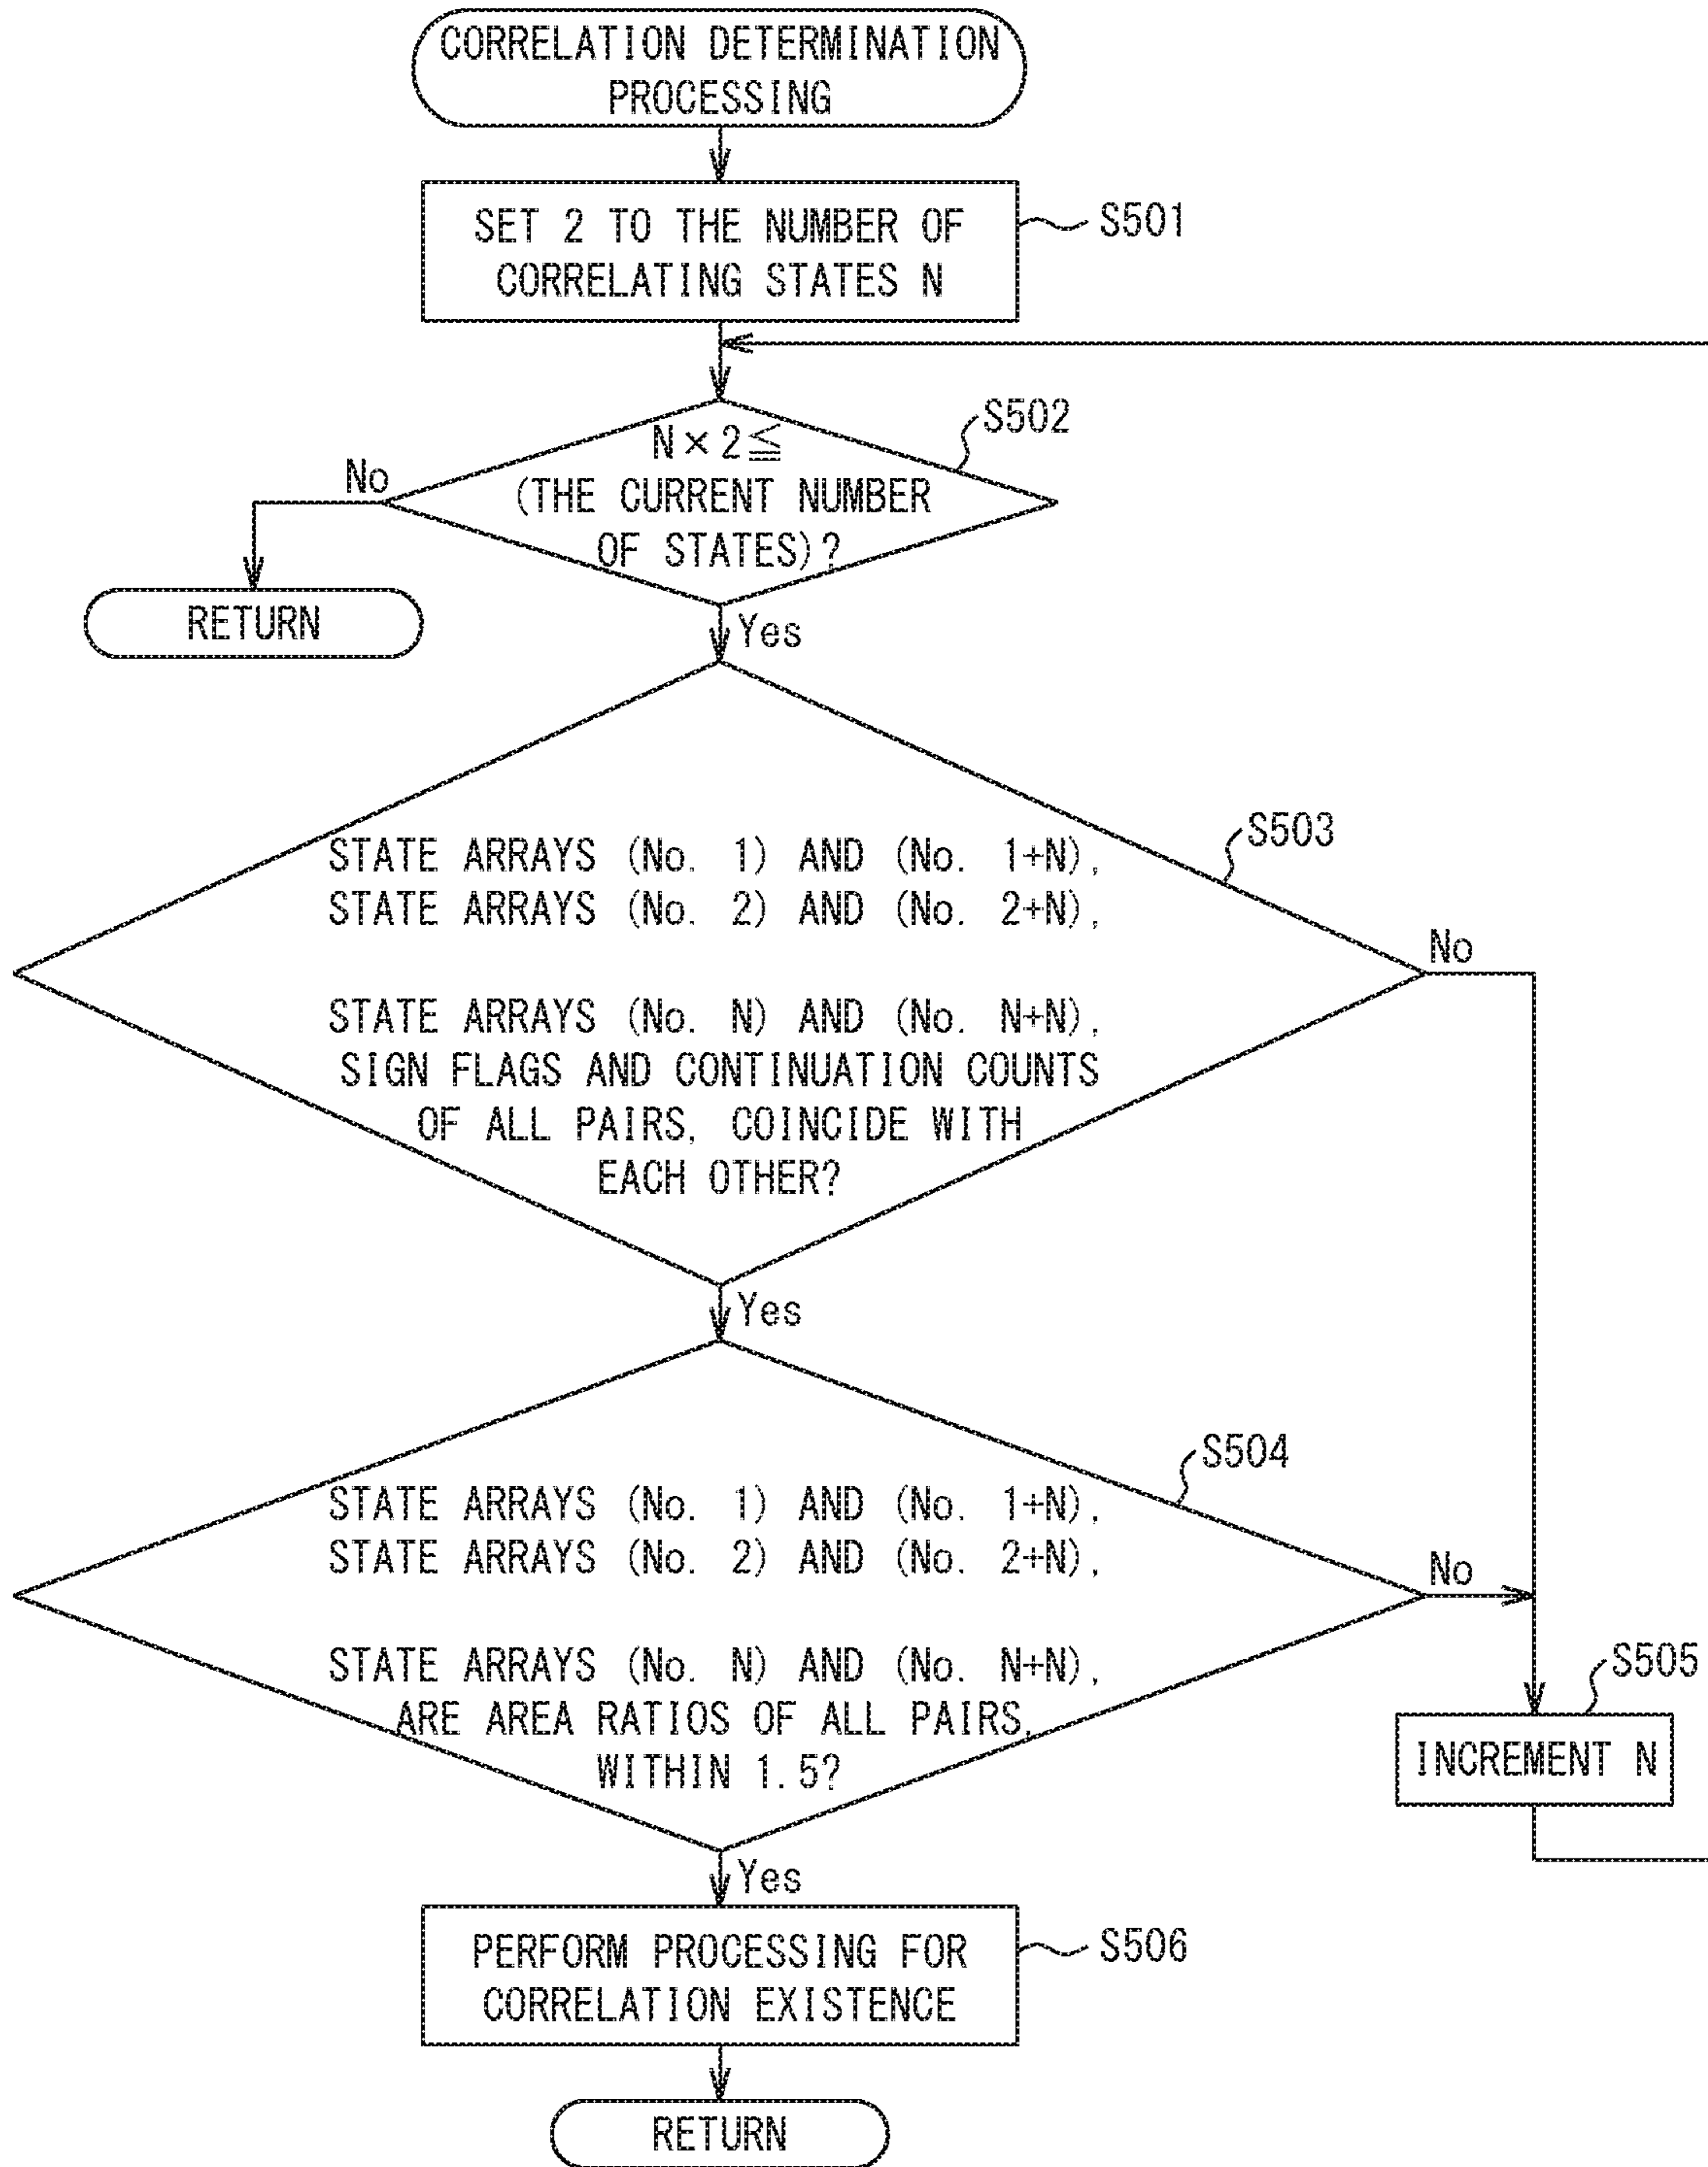 CORRELATION DETERMINATION
PROCESSING
SET 2 TO THE NUMBER OF
CORRELATING STATES N
S501
N×2≦
(THE CURRENT NUMBER
OF STATES)?
S502
No
RETURN
Yes
STATE ARRAYS (No. 1) AND (No. 1+N),
STATE ARRAYS (No. 2) AND (No. 2+N),
STATE ARRAYS (No. N) AND (No. N+N),
SIGN FLAGS AND CONTINUATION COUNTS
OF ALL PAIRS, COINCIDE WITH
EACH OTHER?
S503
No
Yes
STATE ARRAYS (No. 1) AND (No. 1+N),
STATE ARRAYS (No. 2) AND (No. 2+N),
STATE ARRAYS (No. N) AND (No. N+N),
ARE AREA RATIOS OF ALL PAIRS,
WITHIN 1.5?
S504
No
S505
INCREMENT N
Yes
PERFORM PROCESSING FOR
CORRELATION EXISTENCE
S506
RETURN